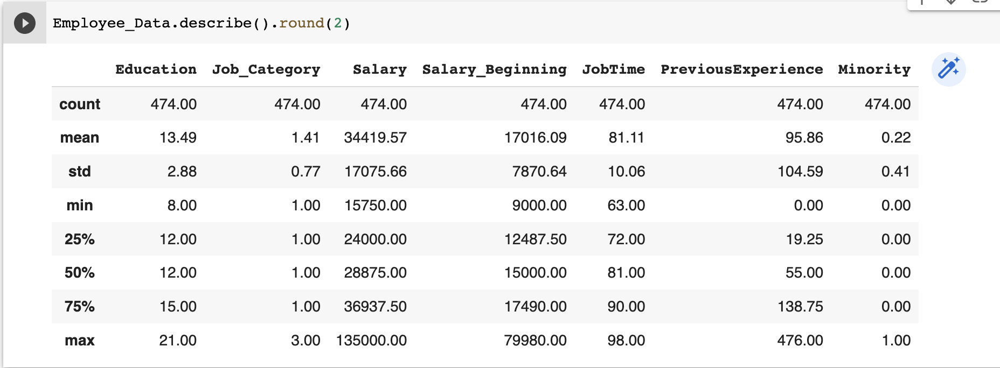 Employee_Data.describe().round(2)
Education Job_Category Salary Salary_Beginning JobTime PreviousExperience Minority
count 474.00 474.00 474.00 474.00 474.00 474.00 474.00
mean 13.49 1.41 34419.57 17016.09 81.11 95.86 0.22
std 2.88 0.77 17075.66 7870.64 10.06 104.59 0.41
min 8.00 1.00 15750.00 9000.00 63.00 0.00 0.00
25% 12.00 1.00 24000.00 12487.50 72.00 19.25 0.00
50% 12.00 1.00 28875.00 15000.00 81.00 55.00 0.00
75% 15.00 1.00 36937.50 17490.00 90.00 138.75 0.00
max 21.00 3.00 135000.00 79980.00 98.00 476.00 1.00